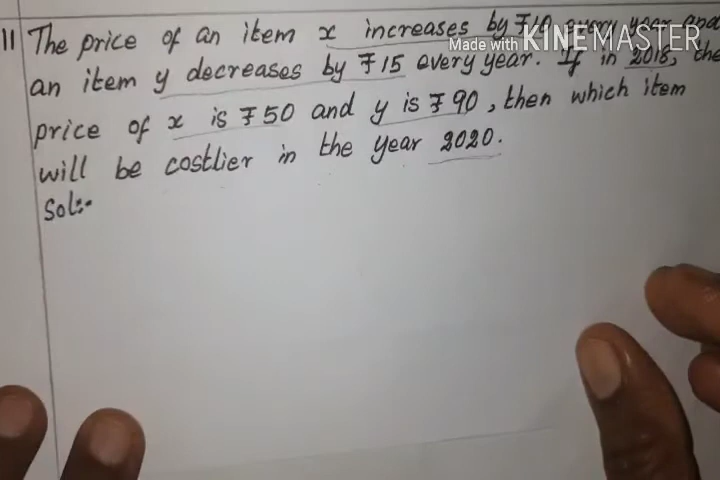 11 The price of an item x increases by ₹10 every year and
Made with KINEMASTER
an item y decreases by ₹15 every year. If in 2018, the
price of x is ₹50 and y is ₹90, then which item
will be costlier in the year 2020.
Sol:-